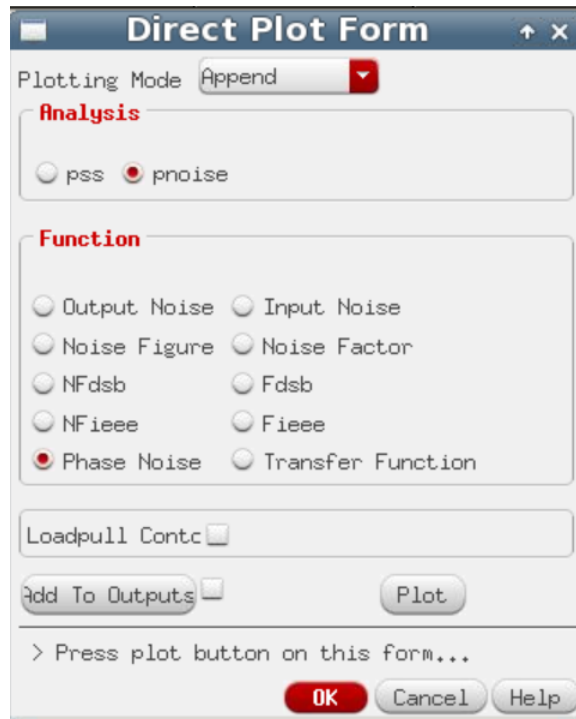 Direct Plot Form
Plotting Mode Append
Analysis
pss pnoise
Function
Output Noise Input Noise
Noise Figure Noise Factor
NFdsb Fdsb
NFieee Fieee
Phase Noise Transfer Function
Loadpull Contc
Add To Outputs Plot
> Press plot button on this form...
OK Cancel Help